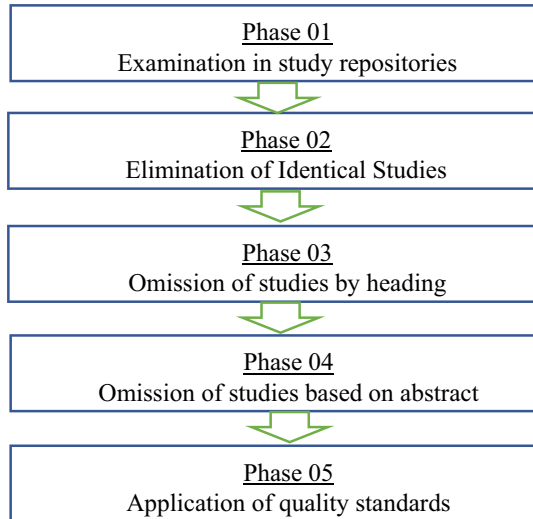 Phase 01
Examination in study repositories
Phase 02
Elimination of Identical Studies
Phase 03
Omission of studies by heading
Phase 04
Omission of studies based on abstract
Phase 05
Application of quality standards